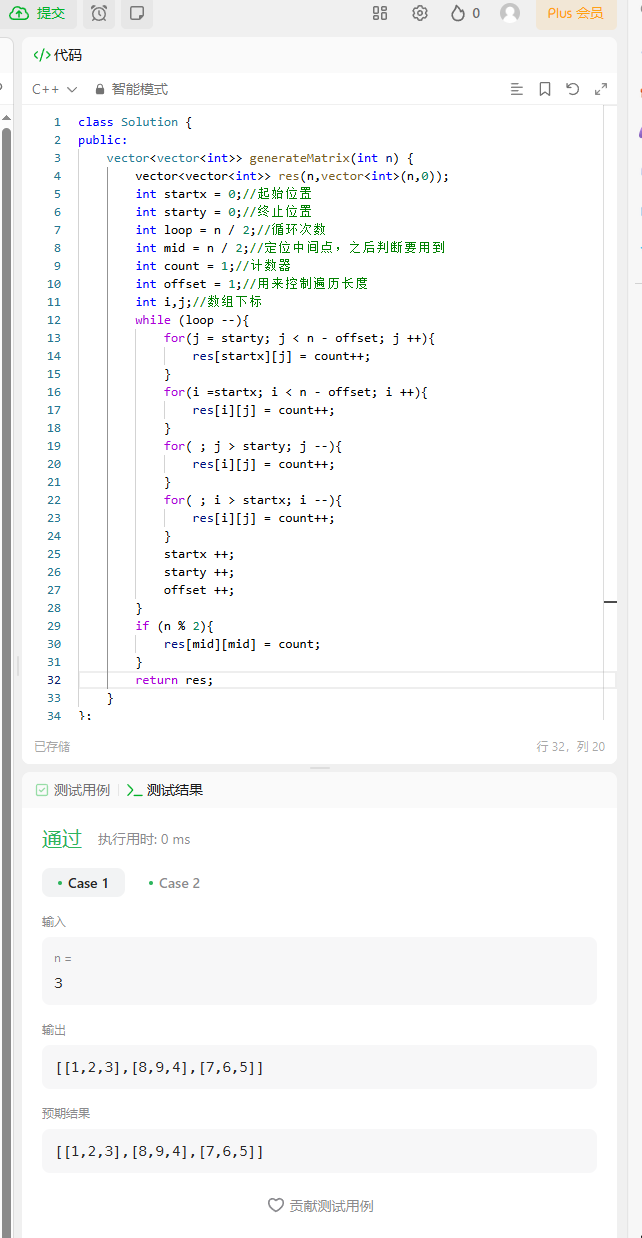 提交 0 Plus 会员
代码
C++ 智能模式
1 class Solution {
2 public:
3 vector<vector<int>> generateMatrix(int n) {
4 vector<vector<int>> res(n,vector<int>(n,0));
5 int startx = 0;//起始位置
6 int starty = 0;//终止位置
7 int loop = n / 2;//循环次数
8 int mid = n / 2;//定位中间点，之后判断要用到
9 int count = 1;//计数器
10 int offset = 1;//用来控制遍历长度
11 int i,j;//数组下标
12 while (loop --){
13 for(j = starty; j < n - offset; j ++){
14 res[startx][j] = count++;
15 }
16 for(i =startx; i < n - offset; i ++){
17 res[i][j] = count++;
18 }
19 for( ; j > starty; j --){
20 res[i][j] = count++;
21 }
22 for( ; i > startx; i --){
23 res[i][j] = count++;
24 }
25 startx ++;
26 starty ++;
27 offset ++;
28 }
29 if (n % 2){
30 res[mid][mid] = count;
31 }
32 return res;
33 }
34 };
已存储 行 32，列 20
测试用例 测试结果
通过 执行用时: 0 ms
Case 1 Case 2
输入
n =
3
输出
[[1,2,3],[8,9,4],[7,6,5]]
预期结果
[[1,2,3],[8,9,4],[7,6,5]]
贡献测试用例